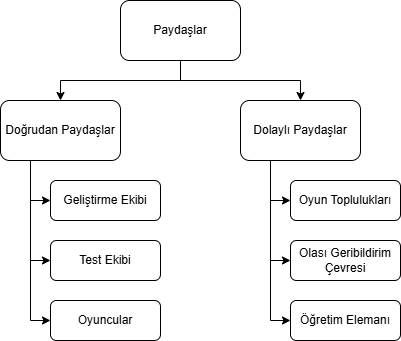 Paydaşlar
Doğrudan Paydaşlar
Dolaylı Paydaşlar
Geliştirme Ekibi
Oyun Toplulukları
Test Ekibi
Olası Geribildirim
Çevresi
Oyuncular
Öğretim Elemanı